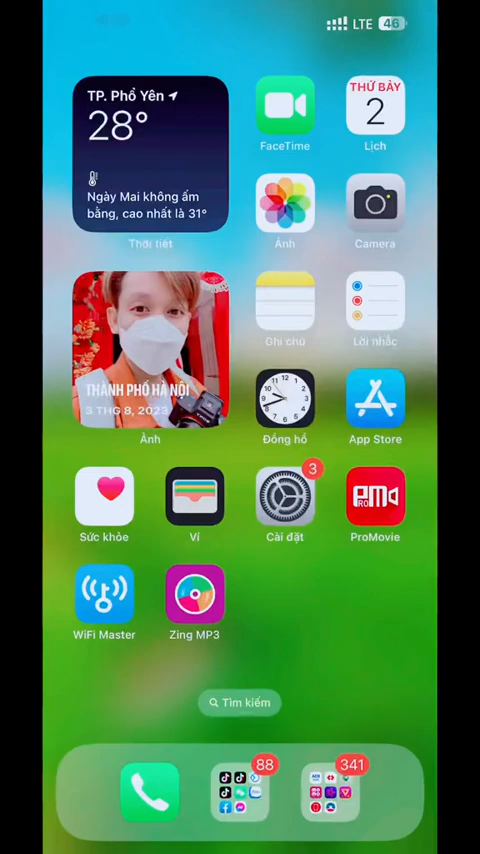 LTE 46
TP. Phổ Yên
28°
Ngày Mai không ấm
bằng, cao nhất là 31°
Thời tiết
FaceTime
THỨ BẢY
2
Lịch
Ảnh
Camera
THÀNH PHỐ HÀ NỘI
3 THG 8, 2023
Ảnh
Ghi chú
Lời nhắc
Đồng hồ
App Store
Sức khỏe
Ví
3
Cài đặt
PRO M
ProMovie
WiFi Master
Zing MP3
Tìm kiếm
88
341